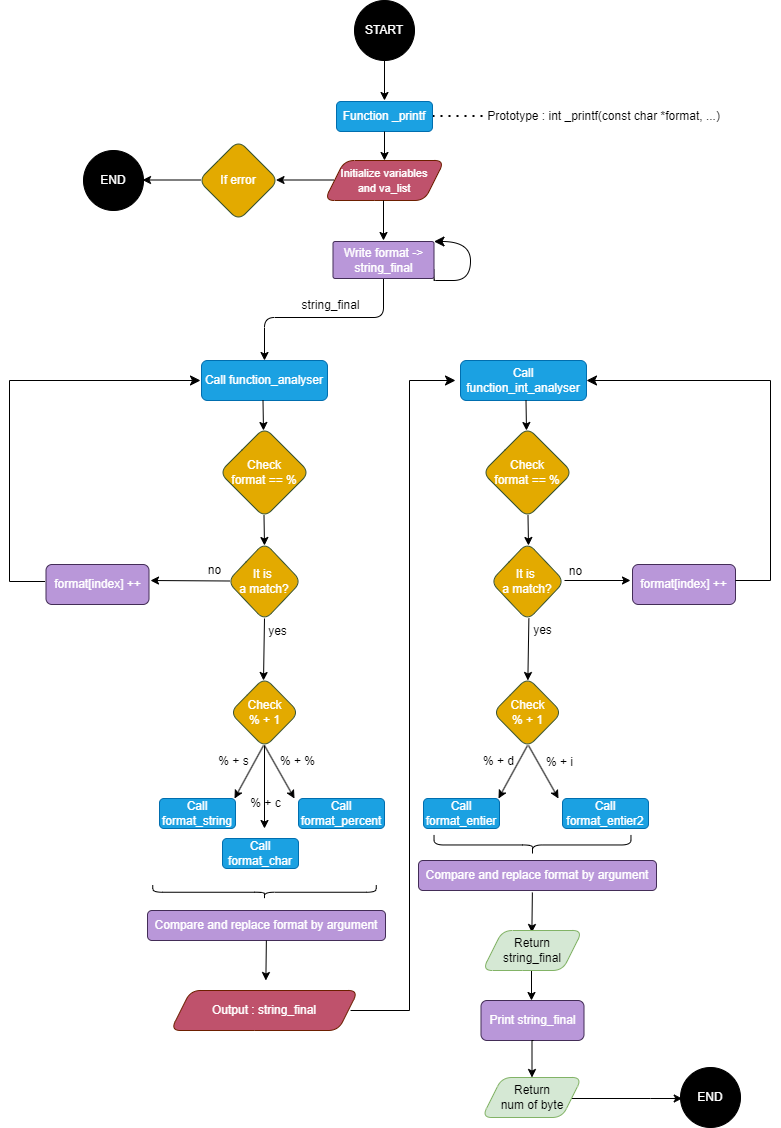 START
Function _printf
Prototype : int _printf(const char *format, ...)
END
If error
Initialize variables
and va_list
Write format ->
string_final
string_final
Call function_analyser
Call
function_int_analyser
Check
format == %
Check
format == %
format[index] ++
no
It is
a match?
It is
a match?
no
format[index] ++
yes
yes
Check
% + 1
Check
% + 1
% + s
% + c
% + %
% + d
% + i
Call
format_string
Call
format_percent
Call
format_char
Call
format_entier
Call
format_entier2
Compare and replace format by argument
Compare and replace format by argument
Return
string_final
Output : string_final
Print string_final
Return
num of byte
END